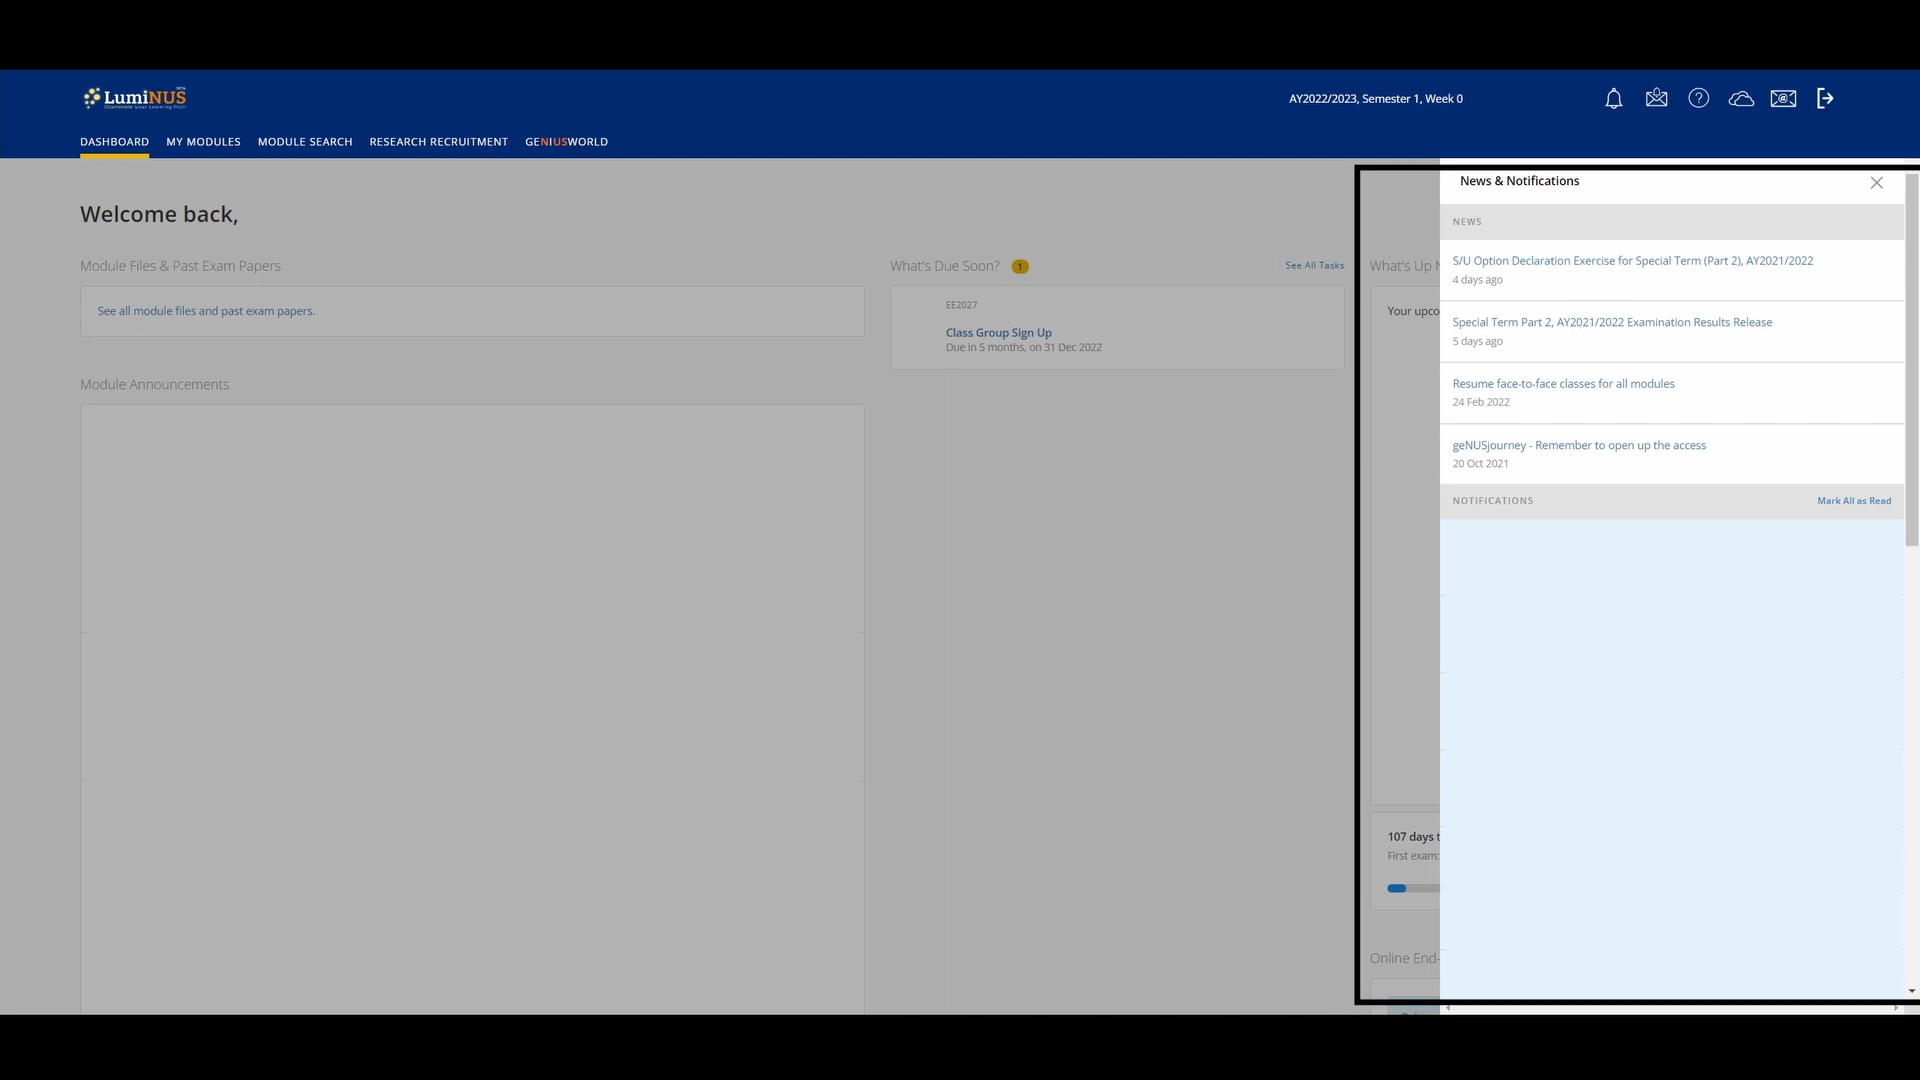 LumiNUS
AY2022/2023, Semester 1, Week 0
DASHBOARD MY MODULES MODULE SEARCH RESEARCH RECRUITMENT GENIUSWORLD
Welcome back,
Module Files & Past Exam Papers
See all module files and past exam papers.
Module Announcements
What's Due Soon? 1 See All Tasks
EE2027
Class Group Sign Up
Due in 5 months, on 31 Dec 2022
What's Up
Your upco
107 days t
First exam:
Online End-
News & Notifications
NEWS
S/U Option Declaration Exercise for Special Term (Part 2), AY2021/2022
4 days ago
Special Term Part 2, AY2021/2022 Examination Results Release
5 days ago
Resume face-to-face classes for all modules
24 Feb 2022
geNUSjourney - Remember to open up the access
20 Oct 2021
NOTIFICATIONS Mark All as Read